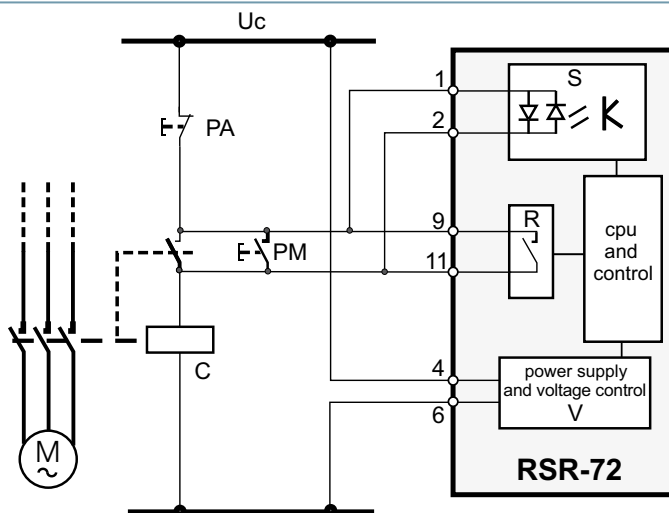 Uc
1
S
2
PA
9
R
cpu
and
control
PM
11
C
4
power supply
and voltage control
V
6
M
~
RSR-72